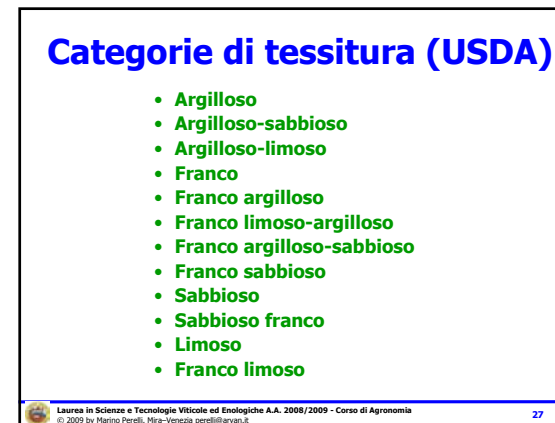 Categorie di tessitura (USDA)
• Argilloso
• Argilloso-sabbioso
• Argilloso-limoso
• Franco
• Franco argilloso
• Franco limoso-argilloso
• Franco argilloso-sabbioso
• Franco sabbioso
• Sabbioso
• Sabbioso franco
• Limoso
• Franco limoso
Laurea in Scienze e Tecnologie Viticole ed Enologiche A.A. 2008/2009 - Corso di Agronomia
© 2009 by Marino Perelli, Mira–Venezia perelli@arvan.it
27